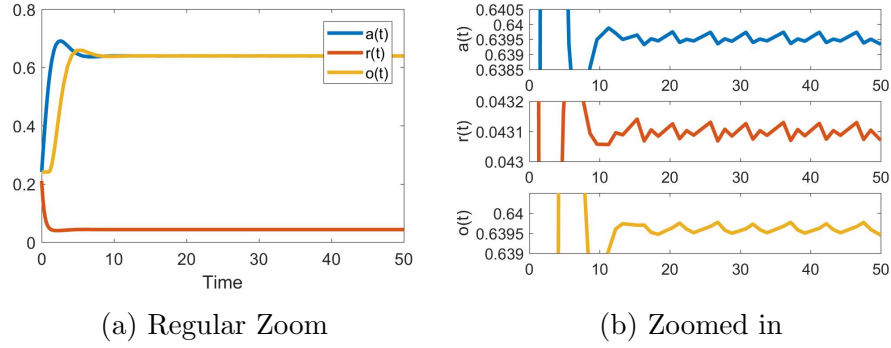 0.8
0.6
0.4
0.2
0
0 10 20 30 40 50
Time
a(t)
r(t)
o(t)
(a) Regular Zoom
a(t)
0.6405
0.64
0.6395
0.639
0.6385
0 10 20 30 40 50
r(t)
0.0432
0.0431
0.043
0 10 20 30 40 50
o(t)
0.64
0.6395
0.639
0 10 20 30 40 50
(b) Zoomed in